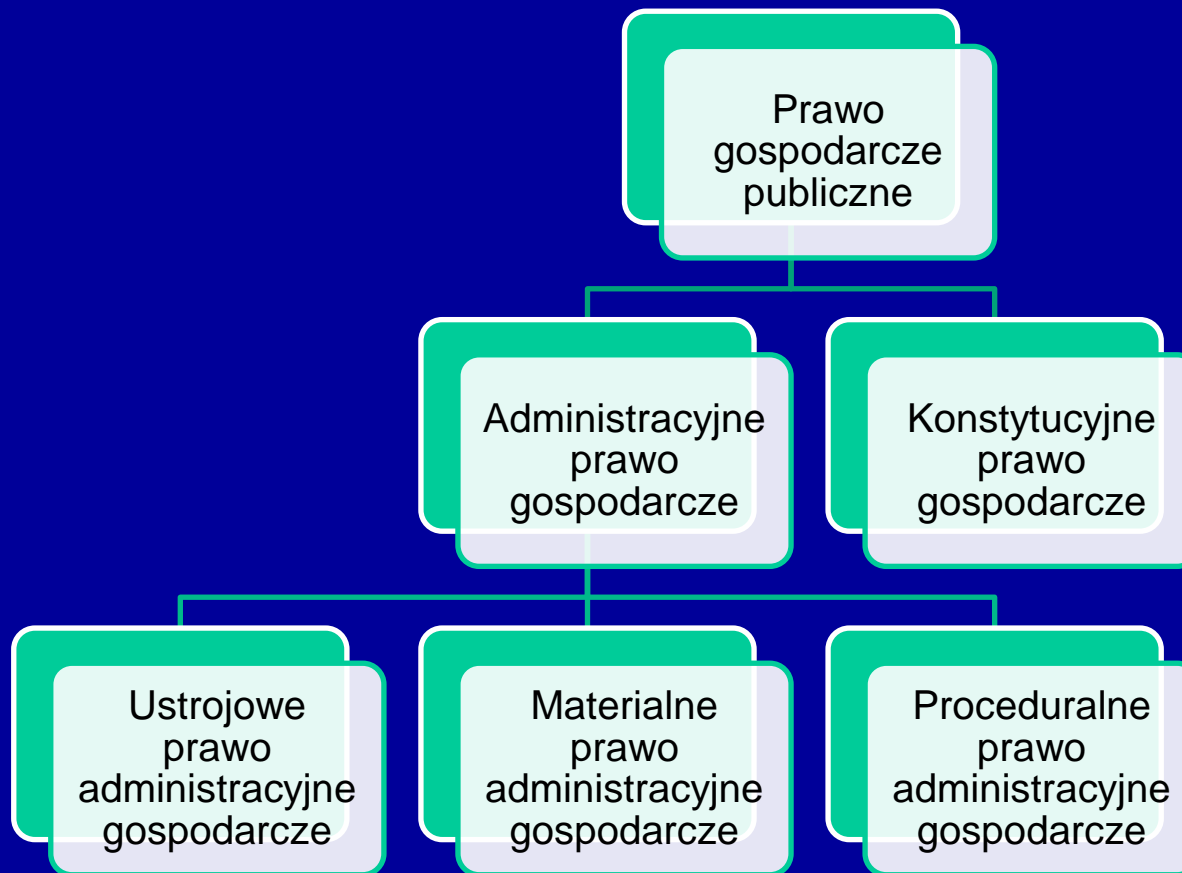 Prawo
gospodarcze
publiczne
Administracyjne
prawo
gospodarcze
Konstytucyjne
prawo
gospodarcze
Ustrojowe
prawo
administracyjne
gospodarcze
Materialne
prawo
administracyjne
gospodarcze
Proceduralne
prawo
administracyjne
gospodarcze